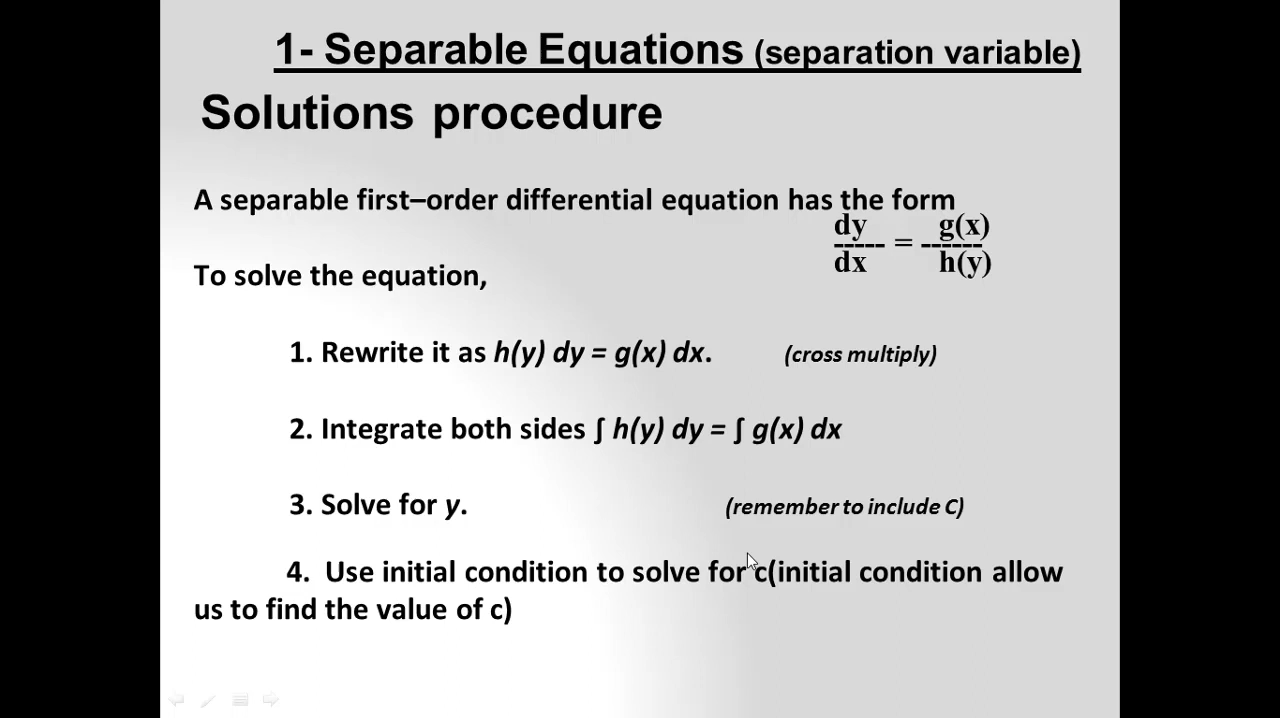 1- Separable Equations (separation variable)
Solutions procedure
A separable first–order differential equation has the form
dy
----- = ------
g(x)
dx
h(y)
To solve the equation,
1. Rewrite it as h(y) dy = g(x) dx. (cross multiply)
2. Integrate both sides ∫ h(y) dy = ∫ g(x) dx
3. Solve for y. (remember to include C)
4. Use initial condition to solve for c(initial condition allow
us to find the value of c)